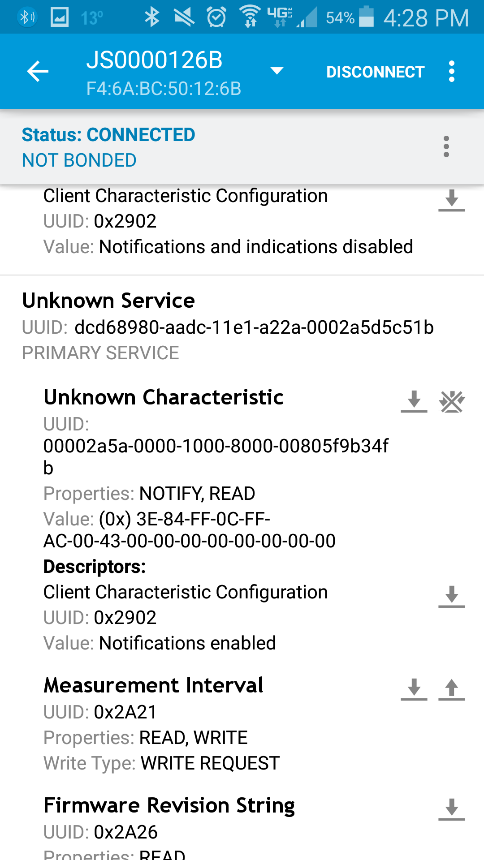 13° 4G 54% 4:28 PM
JS0000126B
F4:6A:BC:50:12:6B
DISCONNECT
Status: CONNECTED
NOT BONDED
Client Characteristic Configuration
UUID: 0x2902
Value: Notifications and indications disabled
Unknown Service
UUID: dcd68980-aadc-11e1-a22a-0002a5d5c51b
PRIMARY SERVICE
Unknown Characteristic
UUID:
00002a5a-0000-1000-8000-00805f9b34f
b
Properties: NOTIFY, READ
Value: (0x) 3E-84-FF-0C-FF-
AC-00-43-00-00-00-00-00-00-00-00
Descriptors:
Client Characteristic Configuration
UUID: 0x2902
Value: Notifications enabled
Measurement Interval
UUID: 0x2A21
Properties: READ, WRITE
Write Type: WRITE REQUEST
Firmware Revision String
UUID: 0x2A26
Properties: READ